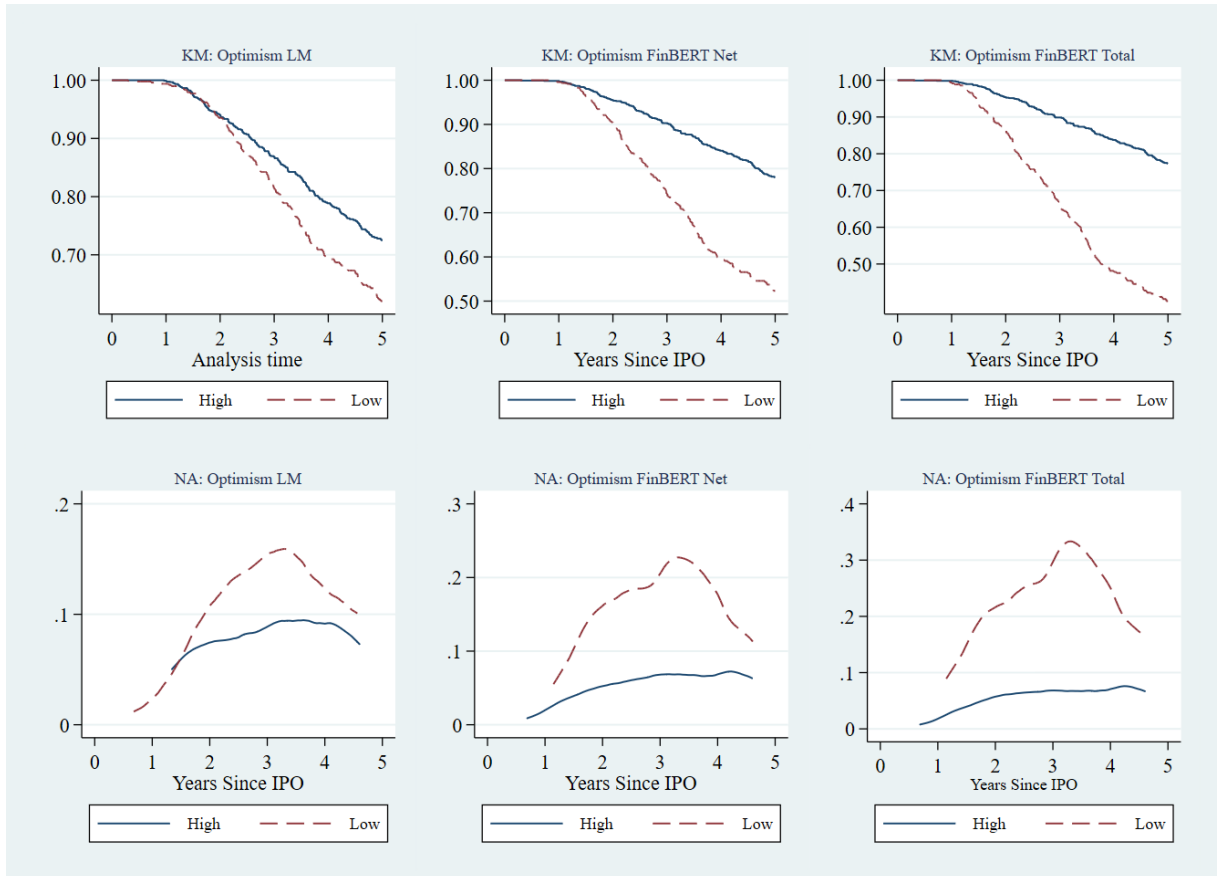 KM: Optimism LM
1.00
0.90
0.80
0.70
0 1 2 3 4 5
Analysis time
High Low
KM: Optimism FinBERT Net
1.00
0.90
0.80
0.70
0.60
0.50
0 1 2 3 4 5
Years Since IPO
High Low
KM: Optimism FinBERT Total
1.00
0.90
0.80
0.70
0.60
0.50
0 1 2 3 4 5
Years Since IPO
High Low
NA: Optimism LM
.2
.1
0
0 1 2 3 4 5
Years Since IPO
High Low
NA: Optimism FinBERT Net
.3
.2
.1
0
0 1 2 3 4 5
Years Since IPO
High Low
NA: Optimism FinBERT Total
.4
.3
.2
.1
0
0 1 2 3 4 5
Years Since IPO
High Low